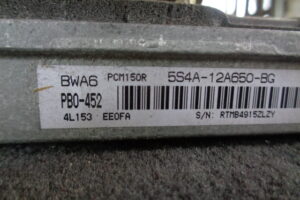 BWA6 PCM150R 5S4A-12A650-BG
PB0-452
4L153 EE0FA S/N: RTMB4915ZLZY